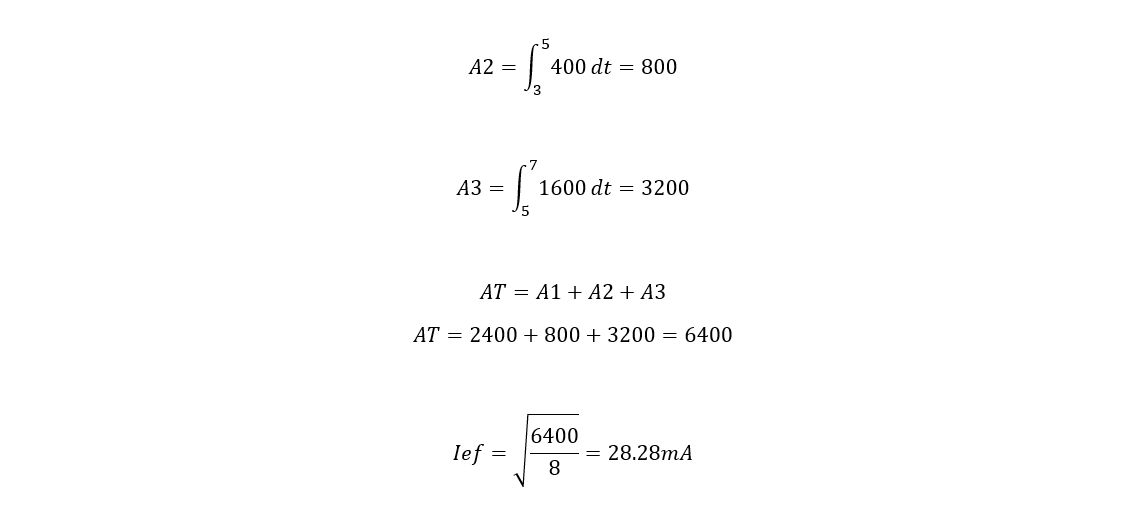 A2 = ∫₃⁵ 400 dt = 800
A3 = ∫₅⁷ 1600 dt = 3200
AT = A1 + A2 + A3
AT = 2400 + 800 + 3200 = 6400
Ief = √(6400/8) = 28.28mA